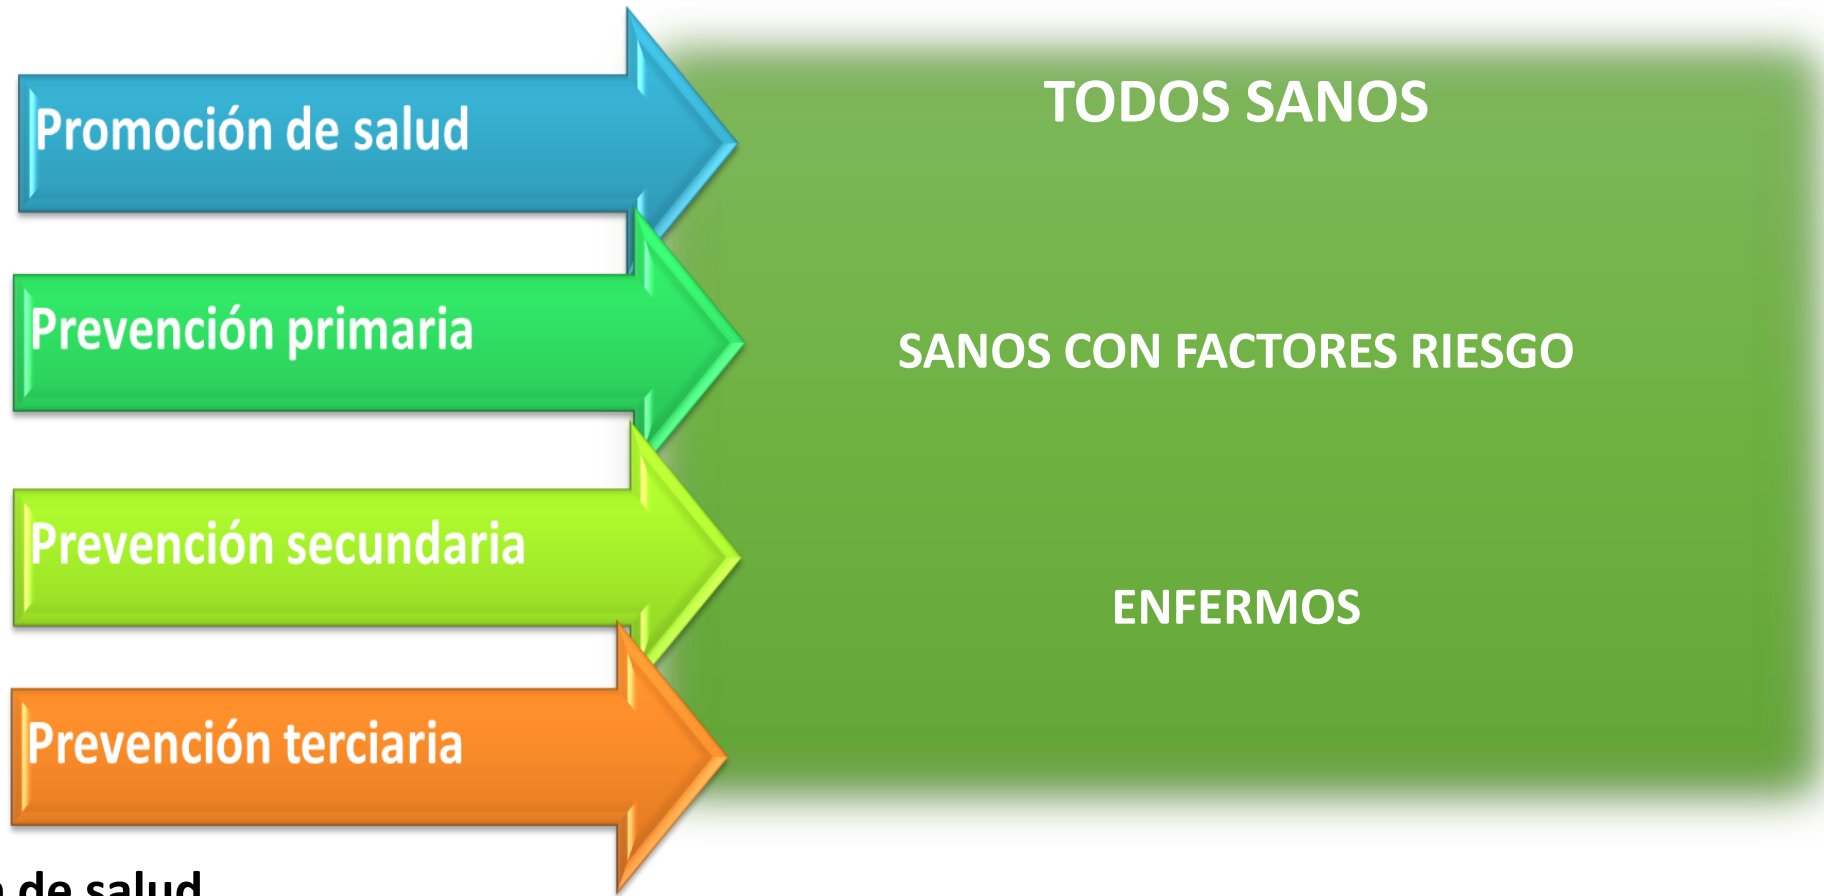 Promoción de salud
TODOS SANOS
Prevención primaria
SANOS CON FACTORES RIESGO
Prevención secundaria
ENFERMOS
Prevención terciaria
de salud